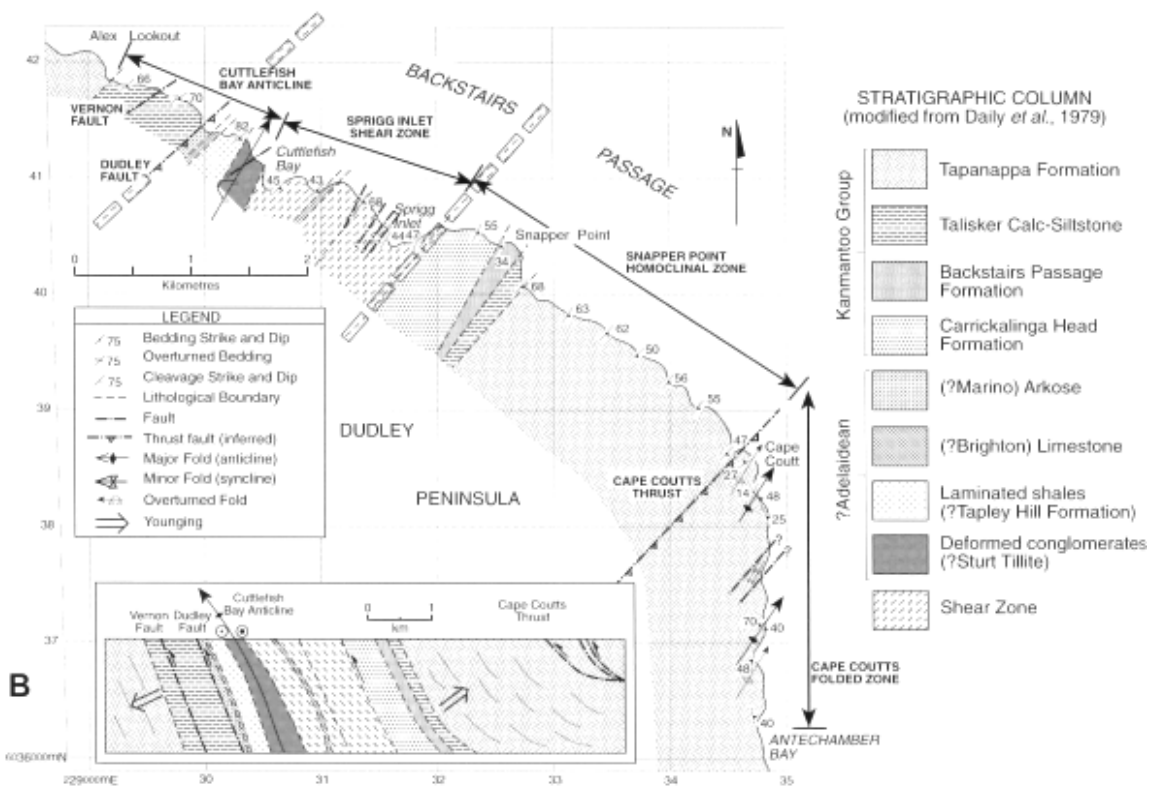 Alex Lookout
CUTTLEFISH
BAY ANTICLINE
BACKSTAIRS
PASSAGE
SPRIGG INLET
SHEAR ZONE
VERNON
FAULT
DUDLEY
FAULT
Cuttlefish
Bay
Sprigg
Inlet
Snapper Point
SNAPPER POINT
HOMOCLINAL ZONE
N
42
41
40
39
38
37
66
70
82
45
43
68
44
47
55
34
68
63
62
50
56
55
47
27
14
48
25
70
40
48
40
?
?
0 1 2
Kilometres
LEGEND
75 Bedding Strike and Dip
75 Overturned Bedding
75 Cleavage Strike and Dip
Lithological Boundary
Fault
Thrust fault (inferred)
Major Fold (anticline)
Minor Fold (syncline)
Overturned Fold
Younging
DUDLEY
PENINSULA
CAPE COUTTS
THRUST
Cape
Coutt
CAPE COUTTS
FOLDED ZONE
ANTECHAMBER
BAY
B
Vernon
Fault
Dudley
Fault
Cuttlefish
Bay Anticline
0 1
km
Cape Coutts
Thrust
6036000mN
229000mE 30 31 32 33 34 35
STRATIGRAPHIC COLUMN
(modified from Daily et al., 1979)
Kanmantoo Group
Tapanappa Formation
Talisker Calc-Siltstone
Backstairs Passage
Formation
Carrickalinga Head
Formation
?Adelaidean
(?Marino) Arkose
(?Brighton) Limestone
Laminated shales
(?Tapley Hill Formation)
Deformed conglomerates
(?Sturt Tillite)
Shear Zone